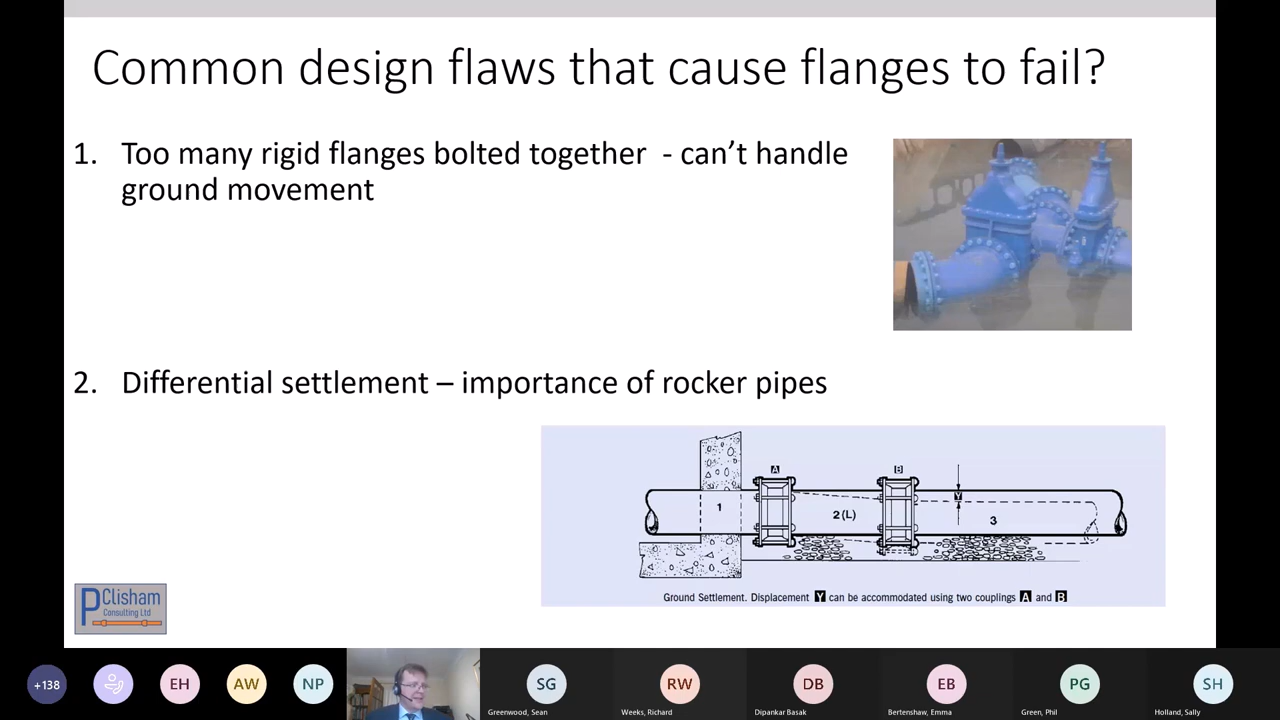 Common design flaws that cause flanges to fail?
1. Too many rigid flanges bolted together - can’t handle
ground movement
2. Differential settlement – importance of rocker pipes
A
B
Y
1
2(L)
3
Ground Settlement. Displacement Y can be accommodated using two couplings A and B
PClisham
Consulting Ltd
+138
EH
AW
NP
SG
RW
DB
EB
PG
SH
Greenwood, Sean
Weeks, Richard
Dipankar Basak
Bertenshaw, Emma
Green, Phil
Holland, Sally